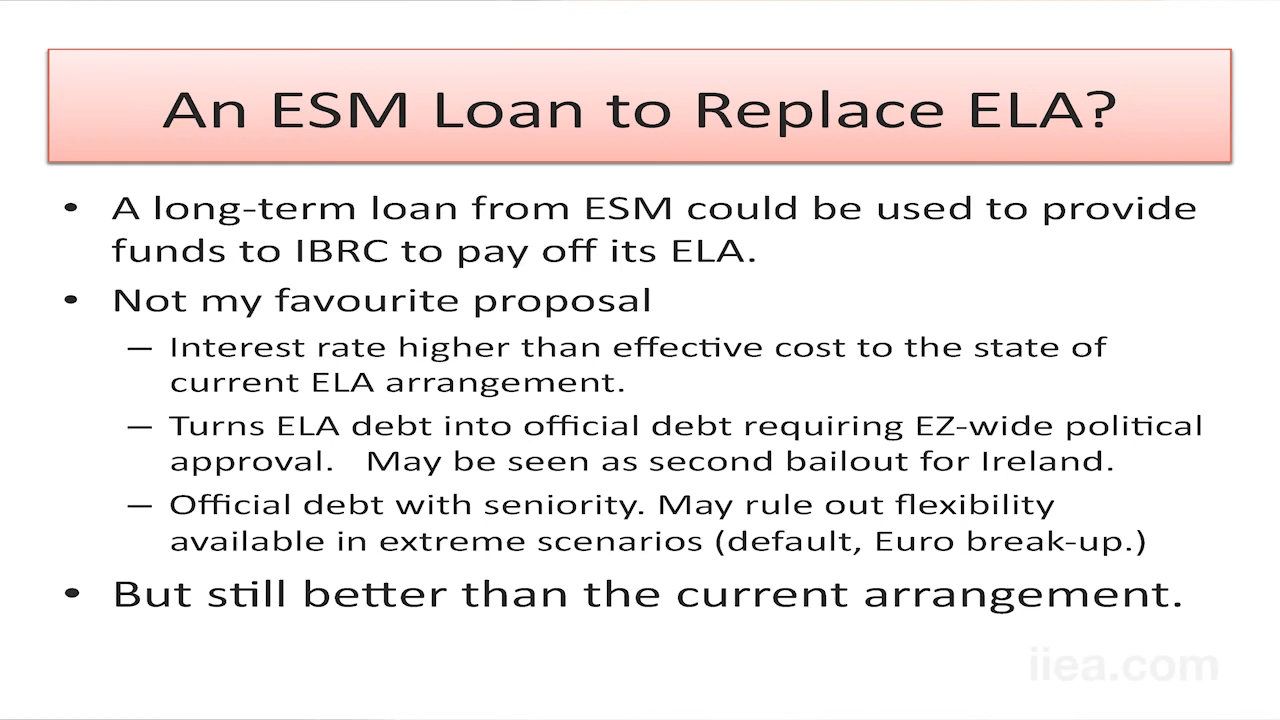 An ESM Loan to Replace ELA?
• A long-term loan from ESM could be used to provide
funds to IBRC to pay off its ELA.
• Not my favourite proposal
– Interest rate higher than effective cost to the state of
current ELA arrangement.
– Turns ELA debt into official debt requiring EZ-wide political
approval.   May be seen as second bailout for Ireland.
– Official debt with seniority. May rule out flexibility
available in extreme scenarios (default, Euro break-up.)
• But still better than the current arrangement.
iiea.com